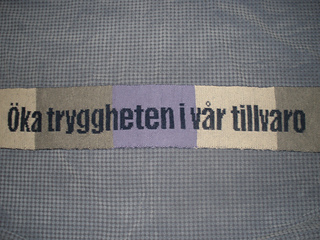 Öka tryggheten i vår tillvaro